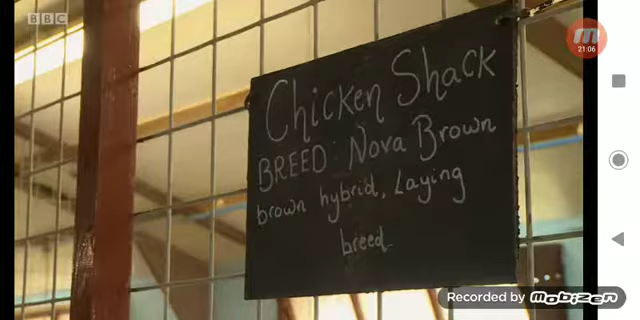 BBC
21:06
Chicken Shack
BREED: Nova Brown
brown hybrid, Laying
breed
Recorded by mobizen